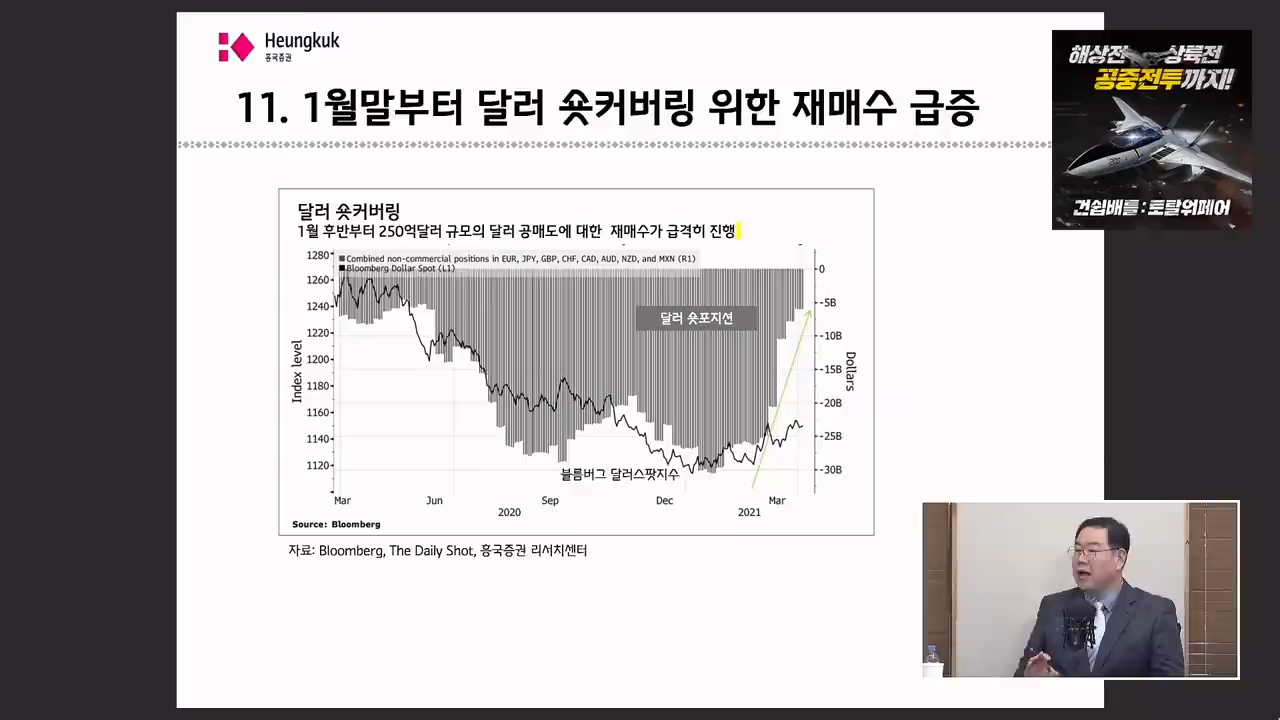 Heungkuk
흥국증권
11. 1월말부터 달러 숏커버링 위한 재매수 급증
해상전 상륙전
공중전투까지!
건쉽배틀:토탈워페어
달러 숏커버링
1월 후반부터 250억달러 규모의 달러 공매도에 대한 재매수가 급격히 진행
Combined non-commercial positions in EUR, JPY, GBP, CHF, CAD, AUD, NZD, and MXN (R1)
Bloomberg Dollar Spot (L1)
1280
1260
1240
1220
1200
1180
1160
1140
1120
Index level
달러 숏포지션
0
-5B
-10B
-15B
-20B
-25B
-30B
Dollars
블룸버그 달러스팟지수
Mar Jun Sep Dec Mar
2020 2021
Source: Bloomberg
자료: Bloomberg, The Daily Shot, 흥국증권 리서치센터